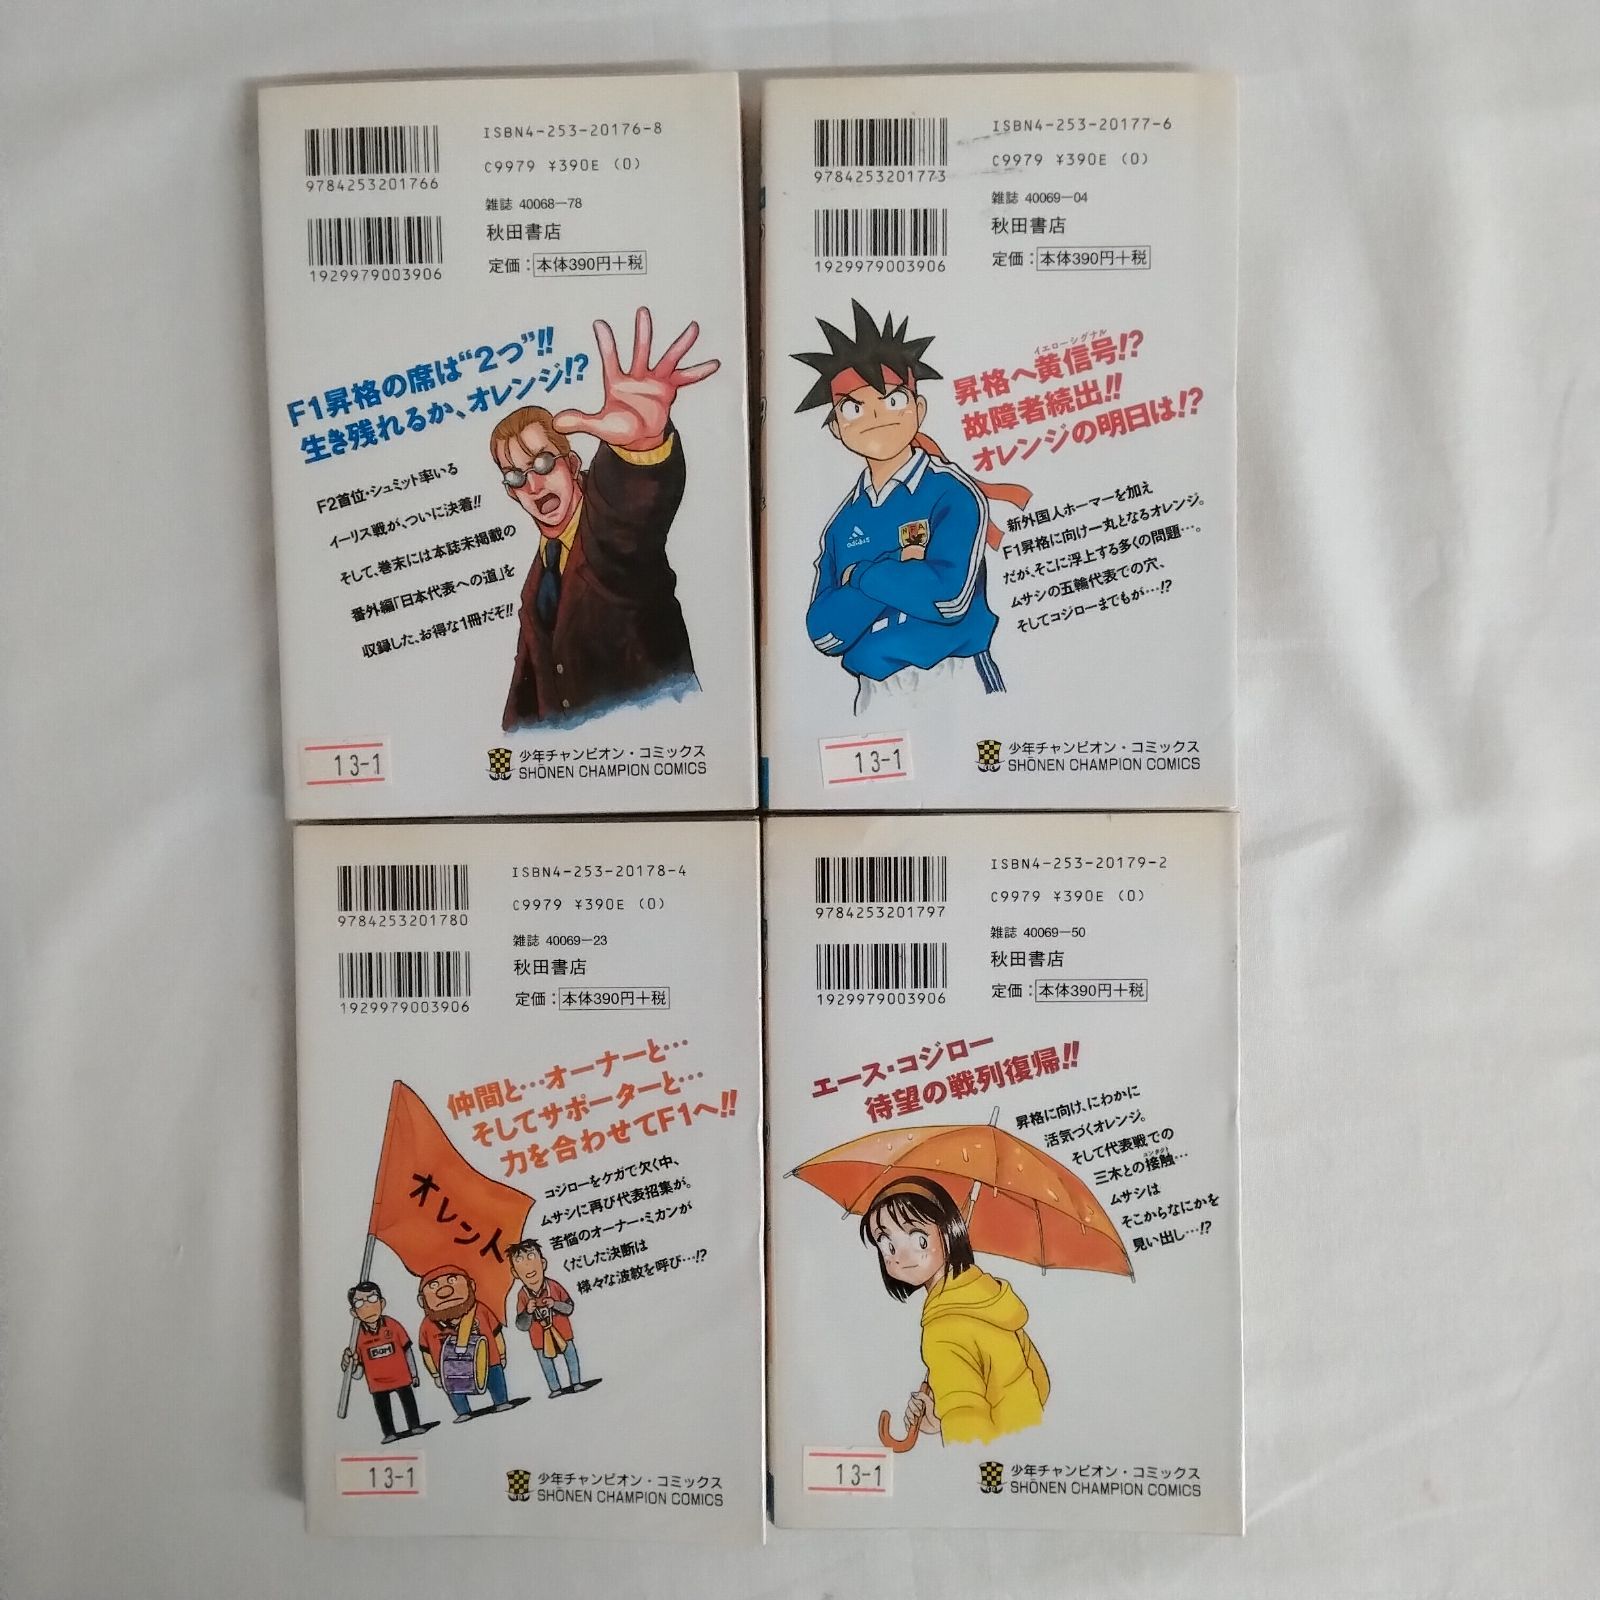 ISBN4-253-20176-8
9784253201766
C9979 ¥390E (0)
雑誌 40068-78
秋田書店
1929979003906
定価:本体390円+税
F1昇格の席は“2つ”!!
生き残れるか、オレンジ!?
F2首位・シュミット率いる
イーリス戦が、ついに決着!!
そして、巻末には本誌未掲載の
番外編「日本代表への道」を
収録した、お得な1冊だぞ!!
13-1
少年チャンピオン・コミックス
SHŌNEN CHAMPION COMICS
ISBN4-253-20177-6
9784253201773
C9979 ¥390E (0)
雑誌 40069-04
秋田書店
1929979003906
定価:本体390円+税
イエローシグナル
昇格へ黄信号!?
故障者続出!!
オレンジの明日は!?
新外国人ホーマーを加え
F1昇格に向け一丸となるオレンジ。
だが、そこに浮上する多くの問題…。
ムサシの五輪代表での穴、
そしてコジローまでもが…!?
adidas
NFA
13-1
少年チャンピオン・コミックス
SHŌNEN CHAMPION COMICS
ISBN4-253-20178-4
9784253201780
C9979 ¥390E (0)
雑誌 40069-23
秋田書店
1929979003906
定価:本体390円+税
仲間と…オーナーと…
そしてサポーターと…
力を合わせてF1へ!!
コジローをケガで欠く中、
ムサシに再び代表招集が。
苦悩のオーナー・ミカンが
くだした決断は
様々な波紋を呼び…!?
オレン
BOM
13-1
少年チャンピオン・コミックス
SHŌNEN CHAMPION COMICS
ISBN4-253-20179-2
9784253201797
C9979 ¥390E (0)
雑誌 40069-50
秋田書店
1929979003906
定価:本体390円+税
エース・コジロー
待望の戦列復帰!!
昇格に向け、にわかに
活気づくオレンジ。
そして代表戦での
コンタクト
三木との接触…
ムサシは
そこからなにかを
見い出し…!?
13-1
少年チャンピオン・コミックス
SHŌNEN CHAMPION COMICS